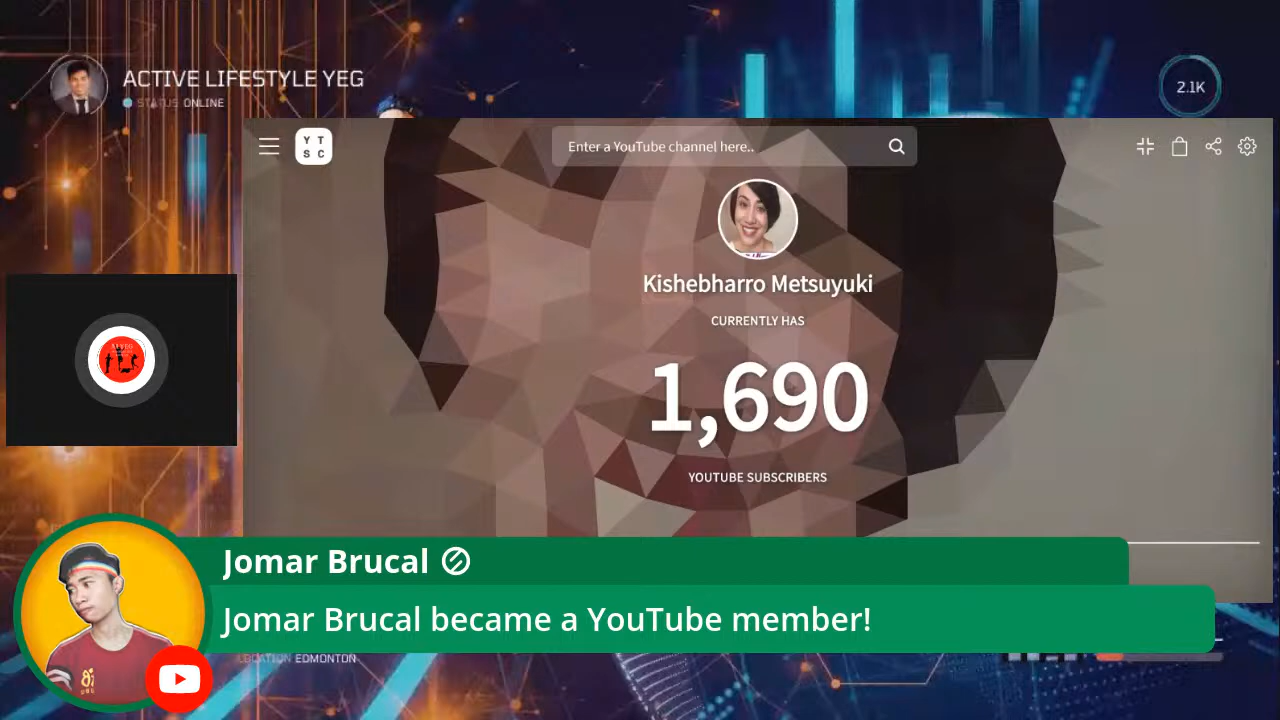 ACTIVE LIFESTYLE YEG
STATUS ONLINE
2.1K
Y T
S C
Enter a YouTube channel here..
Kishebharro Metsuyuki
CURRENTLY HAS
1,690
YOUTUBE SUBSCRIBERS
Jomar Brucal
Jomar Brucal became a YouTube member!
LOCATION EDMONTON